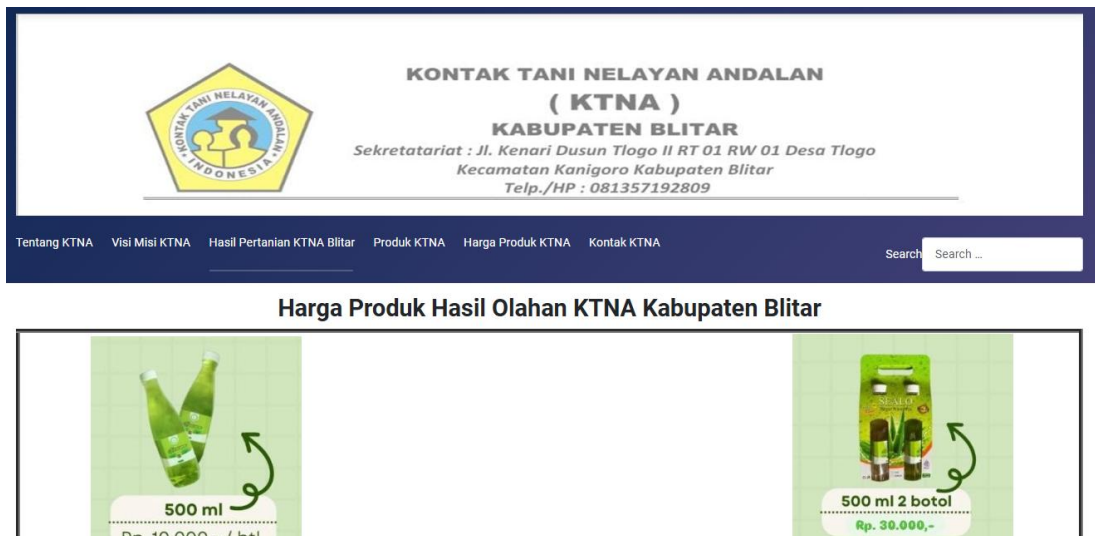 KONTAK TANI NELAYAN ANDALAN
INDONESIA
KONTAK TANI NELAYAN ANDALAN
( KTNA )
KABUPATEN BLITAR
Sekretatariat : Jl. Kenari Dusun Tlogo II RT 01 RW 01 Desa Tlogo
Kecamatan Kanigoro Kabupaten Blitar
Telp./HP : 081357192809
Tentang KTNA Visi Misi KTNA Hasil Pertanian KTNA Blitar Produk KTNA Harga Produk KTNA Kontak KTNA
Search Search ...
Harga Produk Hasil Olahan KTNA Kabupaten Blitar
500 ml
SEALO
500 ml 2 botol
Rp. 30.000,-